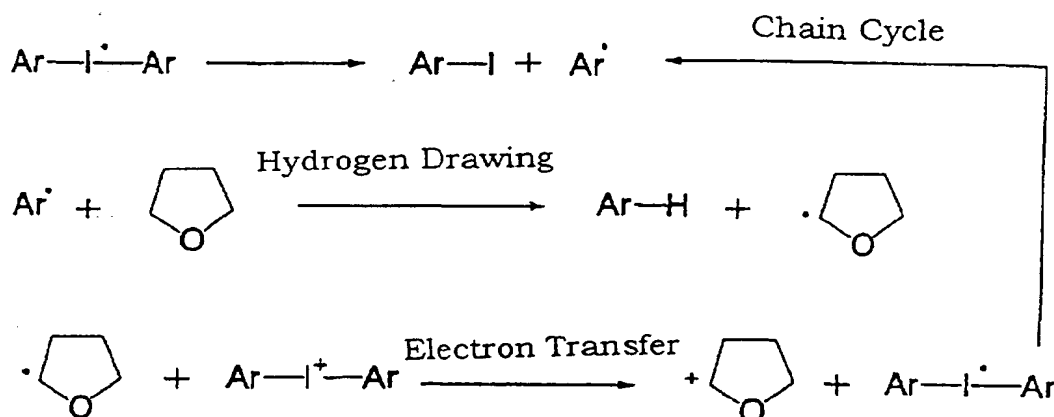 Chain Cycle
Ar—I•—Ar → Ar—I + Ar•
Hydrogen Drawing
Ar• + O → Ar—H + • O
Electron Transfer
• O + Ar—I+—Ar → + O + Ar—I•—Ar